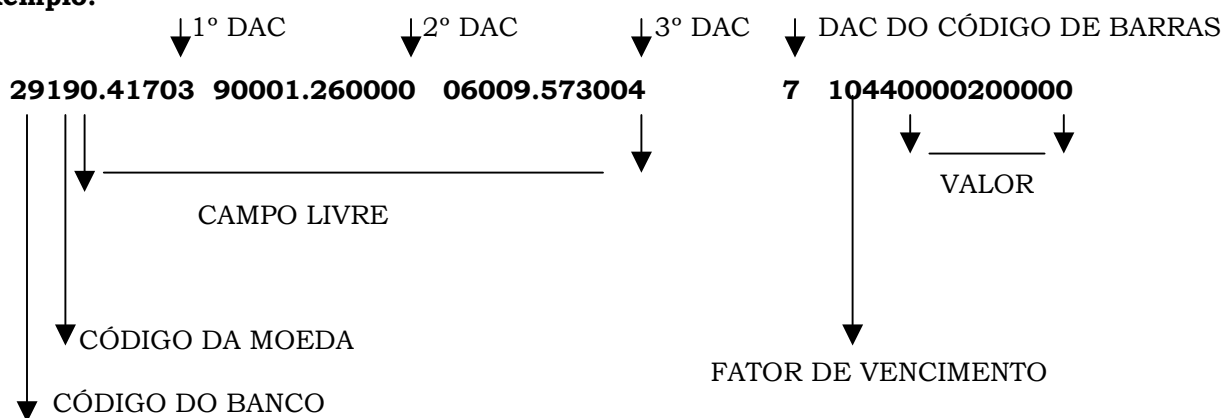 1º DAC 2º DAC 3º DAC DAC DO CÓDIGO DE BARRAS
29190.41703 90001.260000 06009.573004 7 10440000200000
VALOR
CAMPO LIVRE
CÓDIGO DA MOEDA
FATOR DE VENCIMENTO
CÓDIGO DO BANCO